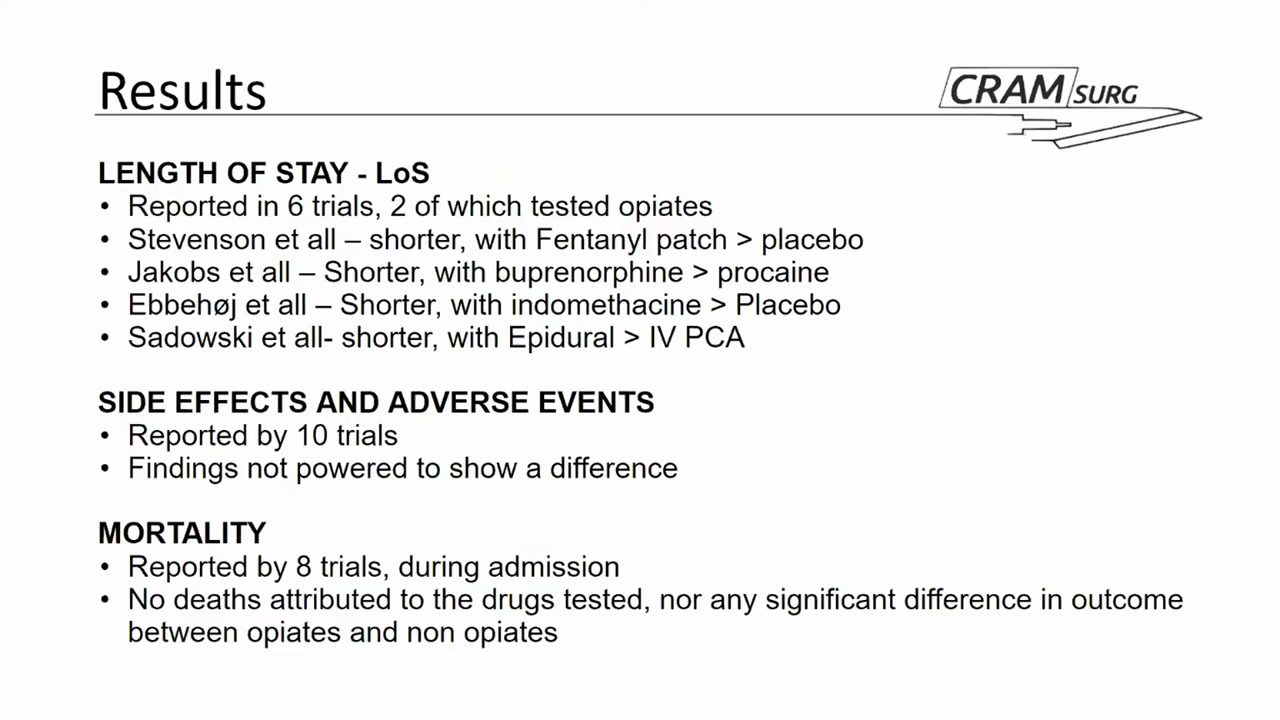 Results
CRAM SURG
LENGTH OF STAY - LoS
• Reported in 6 trials, 2 of which tested opiates
• Stevenson et all – shorter, with Fentanyl patch > placebo
• Jakobs et all – Shorter, with buprenorphine > procaine
• Ebbehøj et all – Shorter, with indomethacine > Placebo
• Sadowski et all- shorter, with Epidural > IV PCA
SIDE EFFECTS AND ADVERSE EVENTS
• Reported by 10 trials
• Findings not powered to show a difference
MORTALITY
• Reported by 8 trials, during admission
• No deaths attributed to the drugs tested, nor any significant difference in outcome
between opiates and non opiates